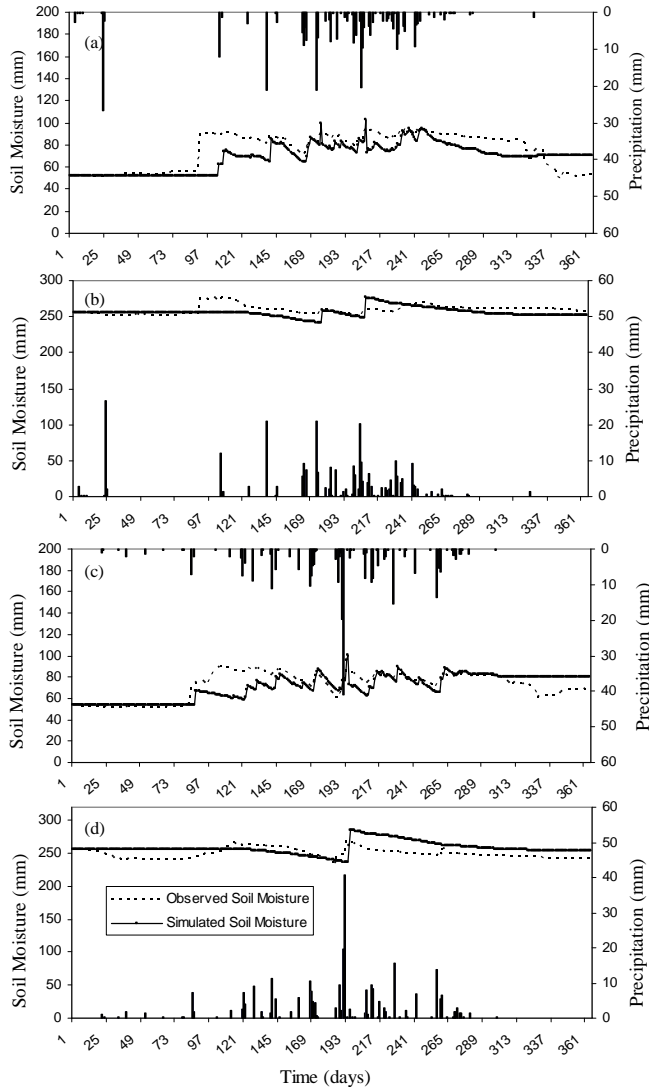 200 0
180
160 10
140
120 20
100 30
80
60 40
40 50
20
0 60
(a)
Soil Moisture (mm)
Precipitation (mm)
1 25 49 73 97 121 145 169 193 217 241 265 289 313 337 361
300 60
250 50
200 40
150 30
100 20
50 10
0 0
(b)
Soil Moisture (mm)
Precipitation (mm)
1 25 49 73 97 121 145 169 193 217 241 265 289 313 337 361
200 0
180
160 10
140
120 20
100 30
80
60 40
40 50
20
0 60
(c)
Soil Moisture (mm)
Precipitation (mm)
1 25 49 73 97 121 145 169 193 217 241 265 289 313 337 361
300 60
250 50
200 40
150 30
100 20
50 10
0 0
(d)
Observed Soil Moisture
Simulated Soil Moisture
Soil Moisture (mm)
Precipitation (mm)
1 25 49 73 97 121 145 169 193 217 241 265 289 313 337 361
Time (days)